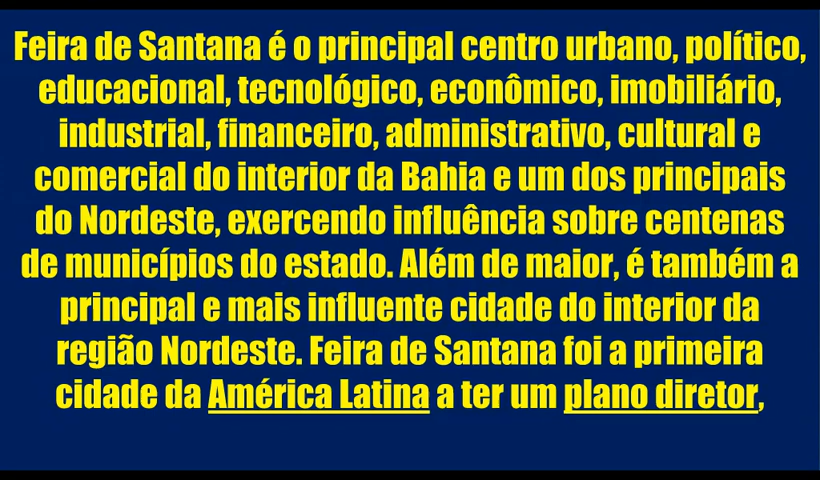 Feira de Santana é o principal centro urbano, político,
educacional, tecnológico, econômico, imobiliário,
industrial, financeiro, administrativo, cultural e
comercial do interior da Bahia e um dos principais
do Nordeste, exercendo influência sobre centenas
de municípios do estado. Além de maior, é também a
principal e mais influente cidade do interior da
região Nordeste. Feira de Santana foi a primeira
cidade da América Latina a ter um plano diretor,